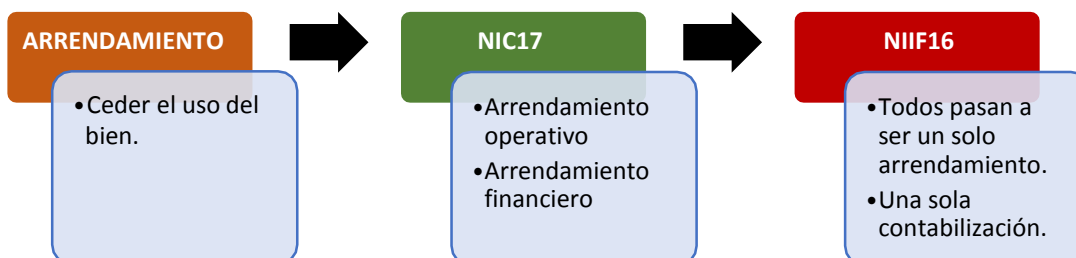 ARRENDAMIENTO
•Ceder el uso del
bien.
NIC17
•Arrendamiento
operativo
•Arrendamiento
financiero
NIIF16
•Todos pasan a
ser un solo
arrendamiento.
•Una sola
contabilización.